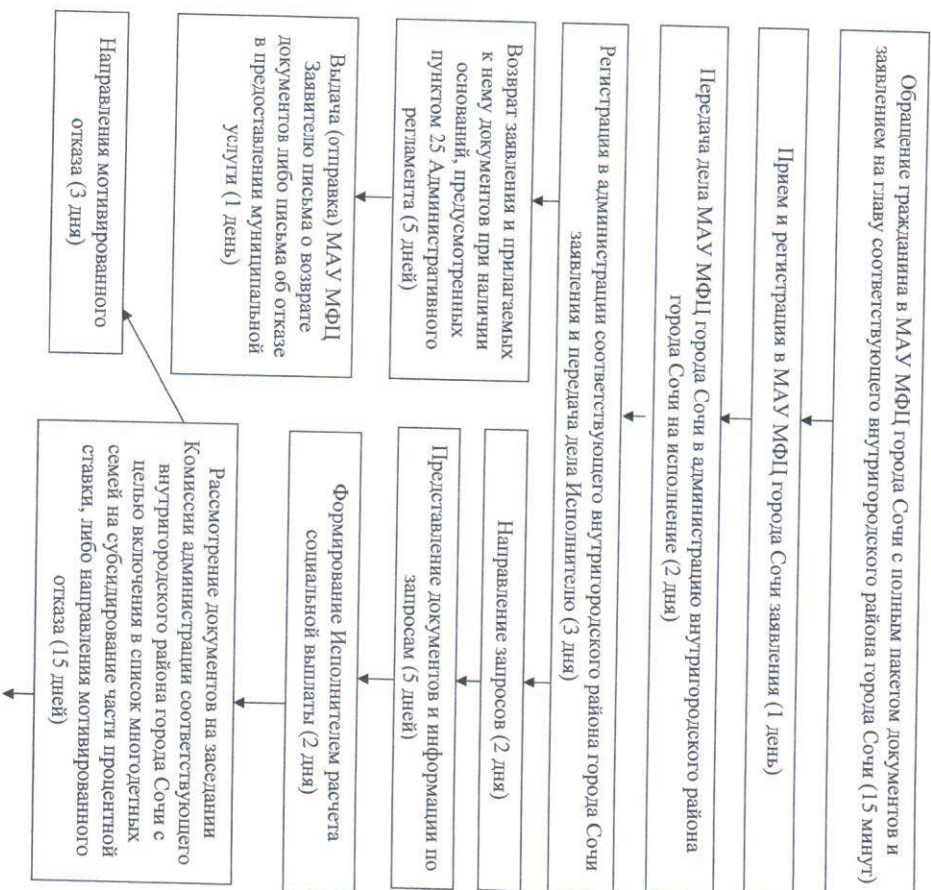 Обращение гражданина в МАУ МФЦ города Сочи с полным пакетом документов и
заявлением на главу соответствующего внутригородского района города Сочи (15 минут)
Прием и регистрация в МАУ МФЦ города Сочи заявления (1 день)
Передача дела МАУ МФЦ города Сочи в администрацию внутригородского района
города Сочи на исполнение (2 дня)
Регистрация в администрации соответствующего внутригородского района города Сочи
заявления и передача дела Исполнителю (3 дня)
Возврат заявления и прилагаемых
к нему документов при наличии
оснований, предусмотренных
пунктом 25 Административного
регламента (5 дней)
Выдача (отправка) МАУ МФЦ
Заявителю письма о возврате
документов либо письма об отказе
в предоставлении муниципальной
услуги (1 день)
Направления мотивированного
отказа (3 дня)
Направление запросов (2 дня)
Представление документов и информации по
запросам (5 дней)
Формирование Исполнителем расчета
социальной выплаты (2 дня)
Рассмотрение документов на заседании
Комиссии администрации соответствующего
внутригородского района города Сочи с
целью включения в список многодетных
семей на субсидирование части процентной
ставки, либо направления мотивированного
отказа (15 дней)